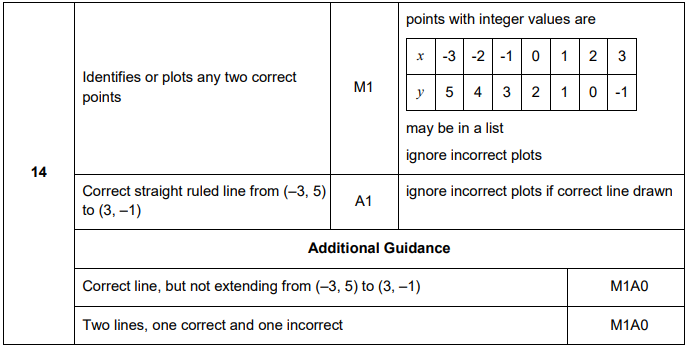 points with integer values are
x -3 -2 -1 0 1 2 3
y 5 4 3 2 1 0 -1
Identifies or plots any two correct
points
M1
may be in a list
ignore incorrect plots
14
Correct straight ruled line from (–3, 5)
to (3, –1)
A1
ignore incorrect plots if correct line drawn
Additional Guidance
Correct line, but not extending from (–3, 5) to (3, –1)
M1A0
Two lines, one correct and one incorrect
M1A0